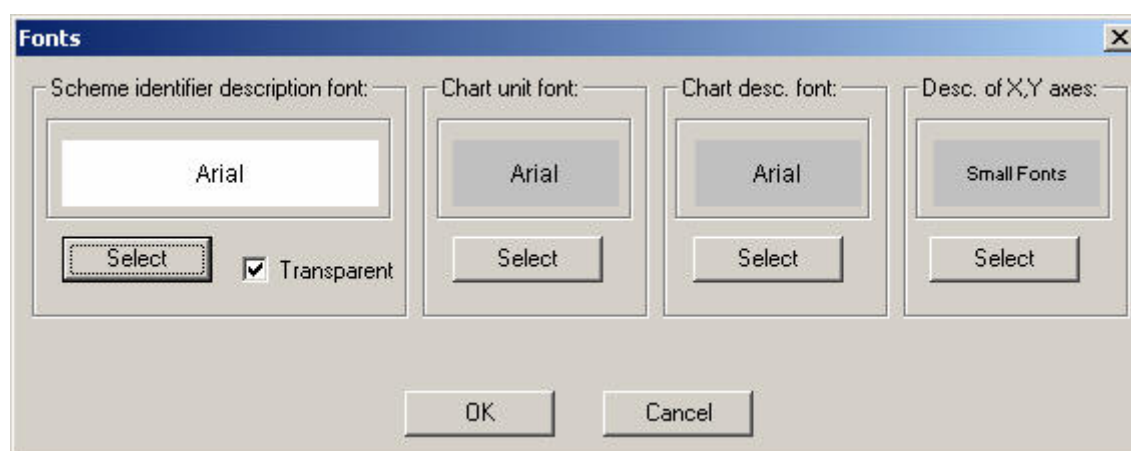 Fonts
Scheme identifier description font:
Arial
Select
Transparent
Chart unit font:
Arial
Select
Chart desc. font:
Arial
Select
Desc. of X,Y axes:
Small Fonts
Select
OK
Cancel